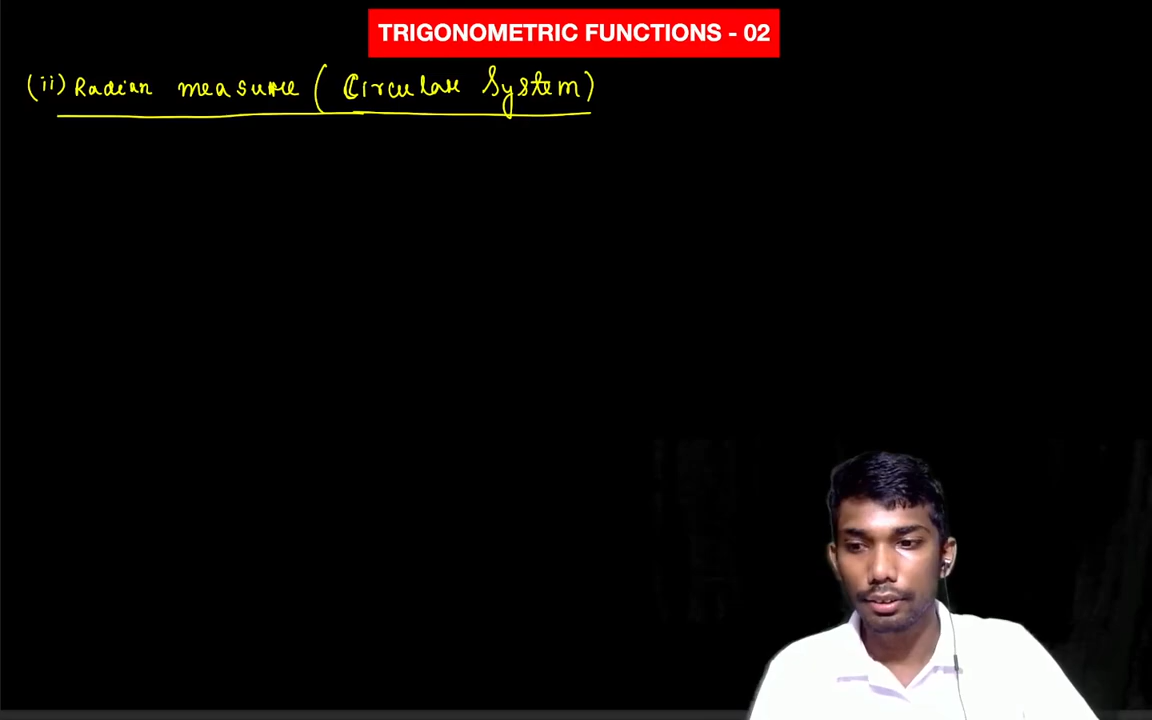 TRIGONOMETRIC FUNCTIONS - 02
(ii) Radian measure (Circular System)